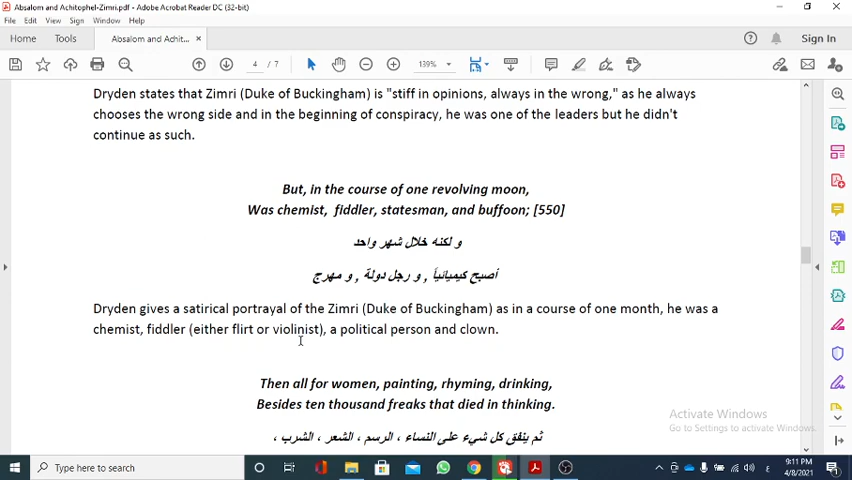 Absalom and Achitophel-Zimri.pdf - Adobe Acrobat Reader DC (32-bit)
File Edit View Sign Window Help
Home Tools Absalom and Achit... × Sign In
4 / 7 139%
Dryden states that Zimri (Duke of Buckingham) is "stiff in opinions, always in the wrong," as he always
chooses the wrong side and in the beginning of conspiracy, he was one of the leaders but he didn't
continue as such.
But, in the course of one revolving moon,
Was chemist, fiddler, statesman, and buffoon; [550]
و لكنه خلال شهر واحد
أصبح كيميائياً , و رجل دولة , و مهرج
Dryden gives a satirical portrayal of the Zimri (Duke of Buckingham) as in a course of one month, he was a
chemist, fiddler (either flirt or violinist), a political person and clown.
Then all for women, painting, rhyming, drinking,
Besides ten thousand freaks that died in thinking.
ثم ينفق كل شيء على النساء ، الرسم ، الشعر ، الشرب ،
Activate Windows
Go to Settings to activate Windows.
Type here to search
ع 9:11 PM
4/8/2021